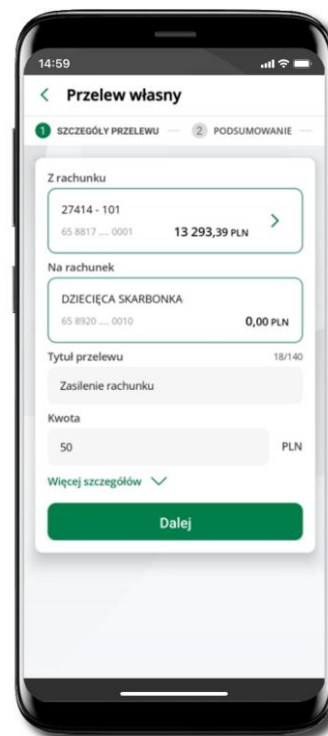 14:59
Przelew własny
1 SZCZEGÓŁY PRZELEWU 2 PODSUMOWANIE
Z rachunku
27414 - 101
65 8817 .... 0001 13 293,39 PLN
Na rachunek
DZIECIĘCA SKARBONKA
65 8920 .... 0010 0,00 PLN
Tytuł przelewu 18/140
Zasilenie rachunku
Kwota
50 PLN
Więcej szczegółów
Dalej